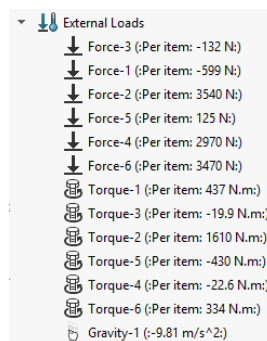 External Loads
Force-3 (:Per item: -132 N:)
Force-1 (:Per item: -599 N:)
Force-2 (:Per item: 3540 N:)
Force-5 (:Per item: 125 N:)
Force-4 (:Per item: 2970 N:)
Force-6 (:Per item: 3470 N:)
Torque-1 (:Per item: 437 N.m:)
Torque-3 (:Per item: -19.9 N.m:)
Torque-2 (:Per item: 1610 N.m:)
Torque-5 (:Per item: -430 N.m:)
Torque-4 (:Per item: -22.6 N.m:)
Torque-6 (:Per item: 334 N.m:)
Gravity-1 (:-9.81 m/s^2:)